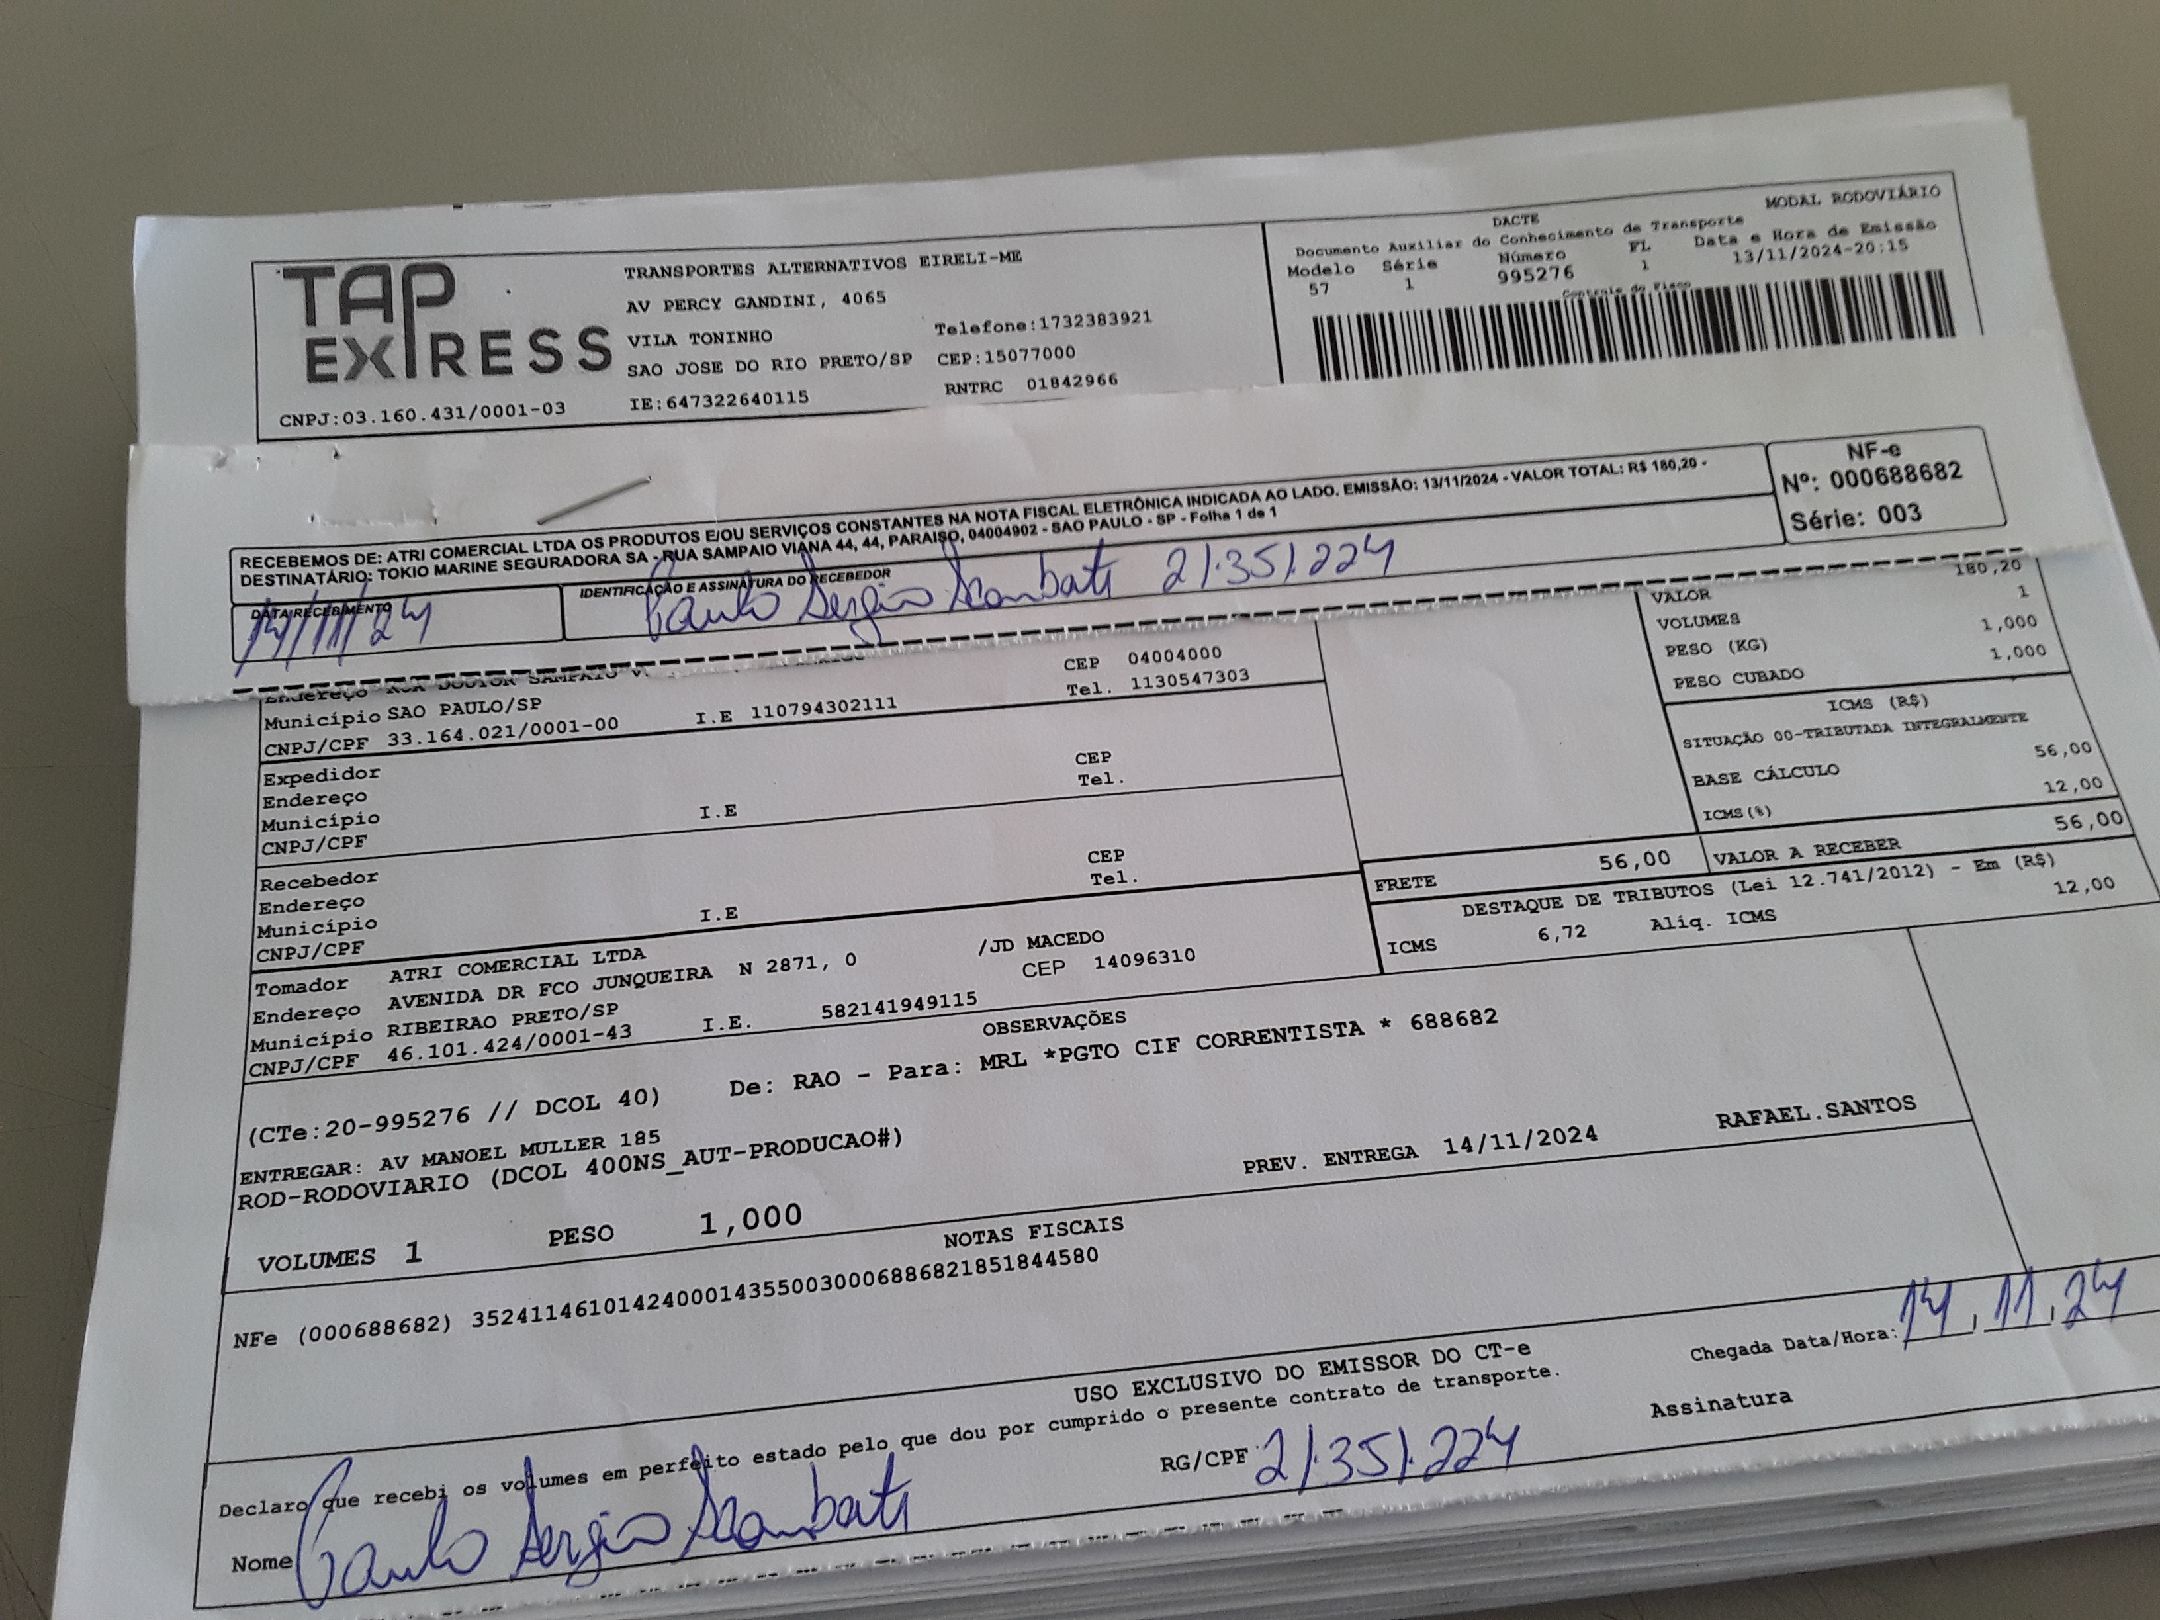 TAP EXPRESS
CNPJ:03.160.431/0001-03
TRANSPORTES ALTERNATIVOS EIRELI-ME
AV PERCY GANDINI, 4065
VILA TONINHO Telefone:1732383921
SAO JOSE DO RIO PRETO/SP CEP:15077000
IE:647322640115 RNTRC 01842966
MODAL RODOVIÁRIO
DACTE
Documento Auxiliar do Conhecimento de Transporte
Modelo Série Número FL Data e Hora de Emissão
57 1 995276 1 13/11/2024-20:15
Controle do Fisco
RECEBEMOS DE: ATRI COMERCIAL LTDA OS PRODUTOS E/OU SERVIÇOS CONSTANTES NA NOTA FISCAL ELETRÔNICA INDICADA AO LADO. EMISSÃO: 13/11/2024 - VALOR TOTAL: R$ 180,20 -
DESTINATÁRIO: TOKIO MARINE SEGURADORA SA - RUA SAMPAIO VIANA 44, 44, PARAISO, 04004902 - SAO PAULO - SP - Folha 1 de 1
NF-e
Nº: 000688682
Série: 003
DATA RECEBIMENTO
14/11/24
IDENTIFICAÇÃO E ASSINATURA DO RECEBEDOR
Paulo Sergio Scombati 21.351.224
Endereço RUA DOUTOR SAMPAIO
CEP 04004000
Município SAO PAULO/SP Tel. 1130547303
CNPJ/CPF 33.164.021/0001-00 I.E 110794302111
Expedidor CEP
Endereço Tel.
Município I.E
CNPJ/CPF
Recebedor CEP
Endereço Tel.
Município I.E
CNPJ/CPF
VALOR 180,20
VOLUMES 1
PESO (KG) 1,000
PESO CUBADO 1,000
ICMS (R$)
SITUAÇÃO 00-TRIBUTADA INTEGRALMENTE
BASE CÁLCULO 56,00
ICMS(%) 12,00
FRETE 56,00 VALOR A RECEBER 56,00
DESTAQUE DE TRIBUTOS (Lei 12.741/2012) - Em (R$)
ICMS 6,72 Aliq. ICMS 12,00
Tomador ATRI COMERCIAL LTDA
Endereço AVENIDA DR FCO JUNQUEIRA N 2871, 0 /JD MACEDO
Município RIBEIRAO PRETO/SP CEP 14096310
CNPJ/CPF 46.101.424/0001-43 I.E. 582141949115
OBSERVAÇÕES
(CTe:20-995276 // DCOL 40) De: RAO - Para: MRL *PGTO CIF CORRENTISTA * 688682
ENTREGAR: AV MANOEL MULLER 185
ROD-RODOVIARIO (DCOL 400NS_AUT-PRODUCAO#)
PREV. ENTREGA 14/11/2024 RAFAEL.SANTOS
VOLUMES 1 PESO 1,000
NOTAS FISCAIS
NFe (000688682) 35241146101424000143550030006886821851844580
USO EXCLUSIVO DO EMISSOR DO CT-e
Declaro que recebi os volumes em perfeito estado pelo que dou por cumprido o presente contrato de transporte.
Chegada Data/Hora: 14, 11, 24
Nome Paulo Sergio Scombati RG/CPF 21.351.224 Assinatura